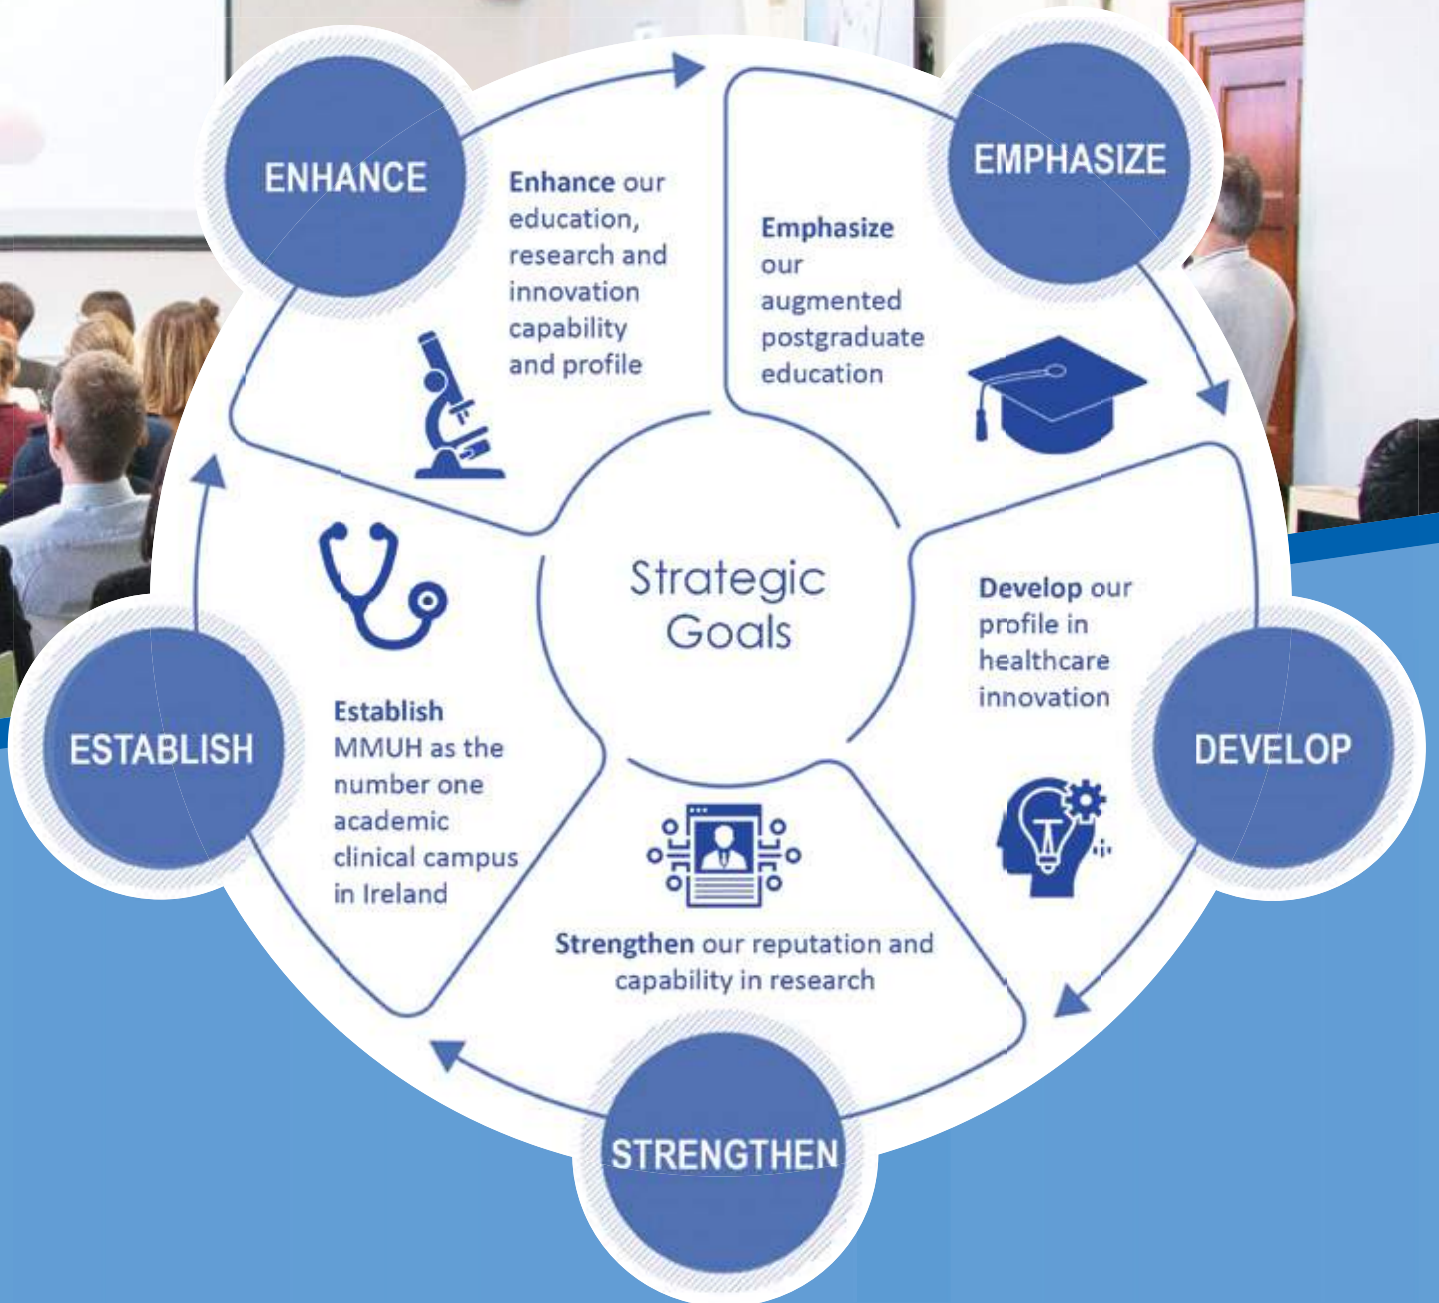 ENHANCE
Enhance our
education,
research and
innovation
capability
and profile
EMPHASIZE
Emphasize
our
augmented
postgraduate
education
Strategic
Goals
Develop our
profile in
healthcare
innovation
DEVELOP
Strengthen our reputation and
capability in research
STRENGTHEN
Establish
MMUH as the
number one
academic
clinical campus
in Ireland
ESTABLISH